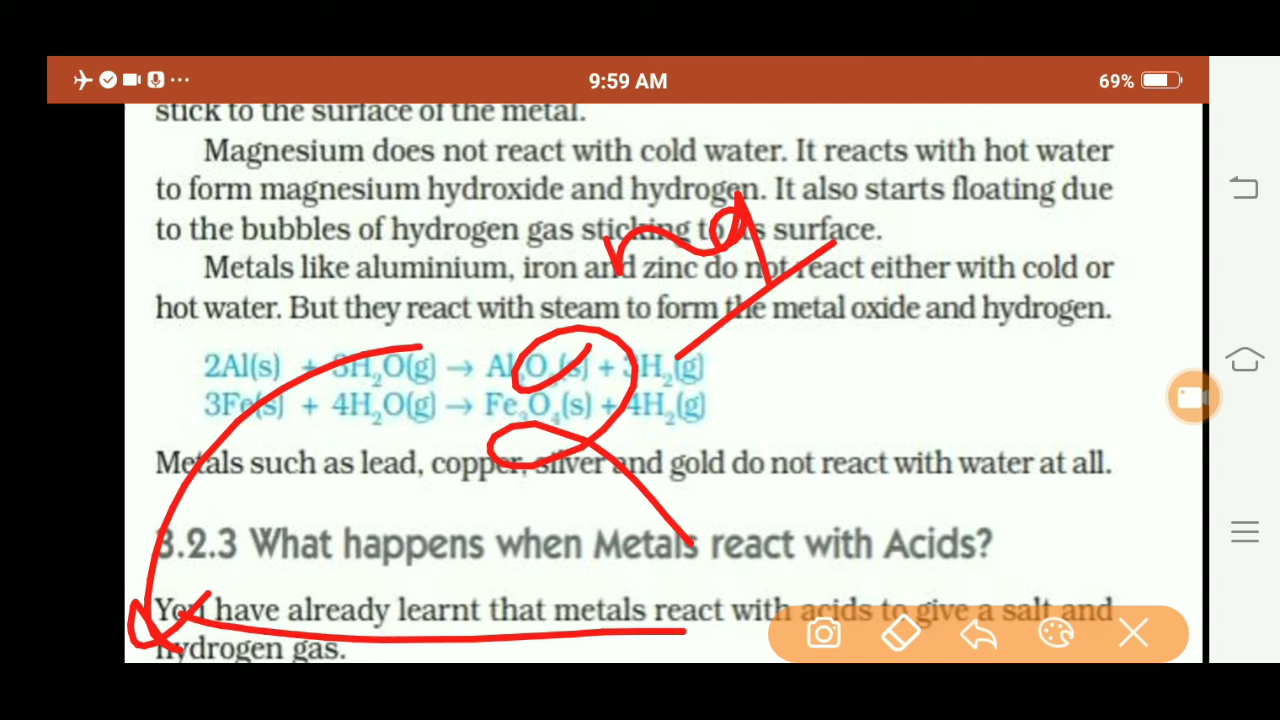 9:59 AM
69%
stick to the surface of the metal.
Magnesium does not react with cold water. It reacts with hot water
to form magnesium hydroxide and hydrogen. It also starts floating due
to the bubbles of hydrogen gas sticking to its surface.
Metals like aluminium, iron and zinc do not react either with cold or
hot water. But they react with steam to form the metal oxide and hydrogen.
2Al(s) + 3H₂O(g) → Al₂O₃(s) + 3H₂(g)
3Fe(s) + 4H₂O(g) → Fe₃O₄(s) + 4H₂(g)
Metals such as lead, copper, silver and gold do not react with water at all.
3.2.3 What happens when Metals react with Acids?
You have already learnt that metals react with acids to give a salt and
hydrogen gas.